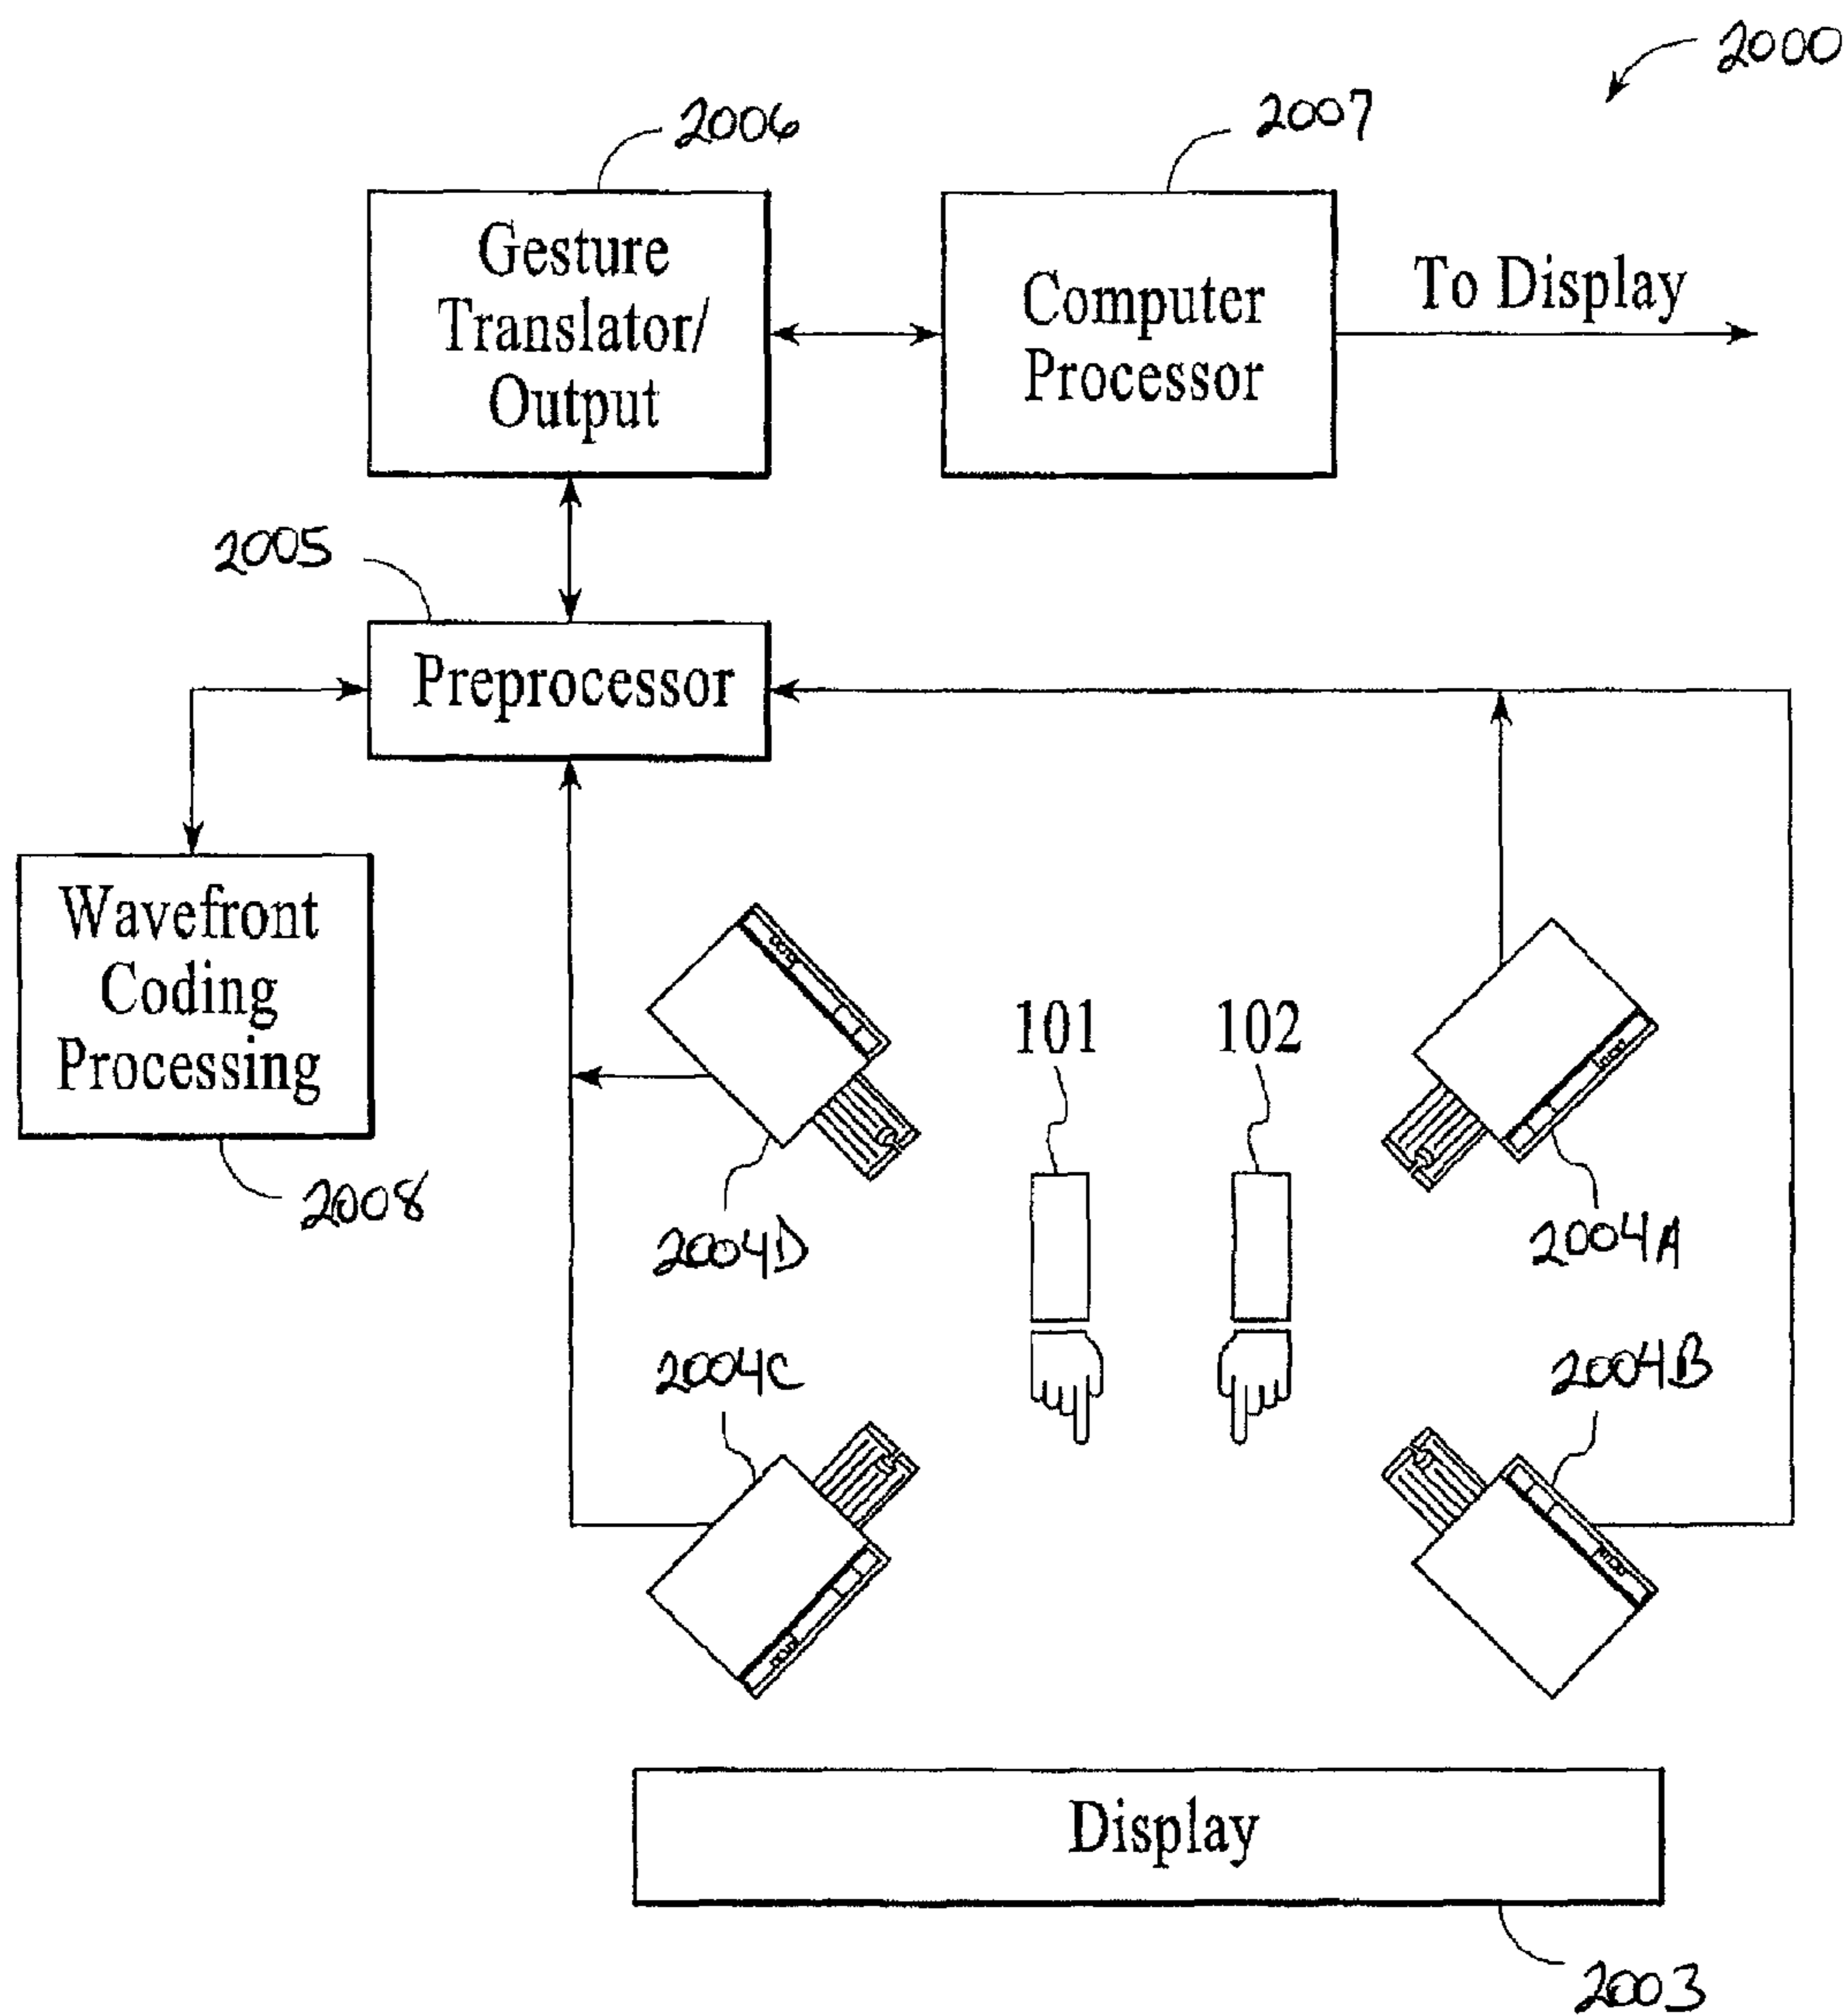 2000
2006
2007
Gesture
Translator/
Output
Computer
Processor
To Display
2005
Preprocessor
Wavefront
Coding
Processing
2008
101
102
2004D
2004A
2004C
2004B
Display
2003